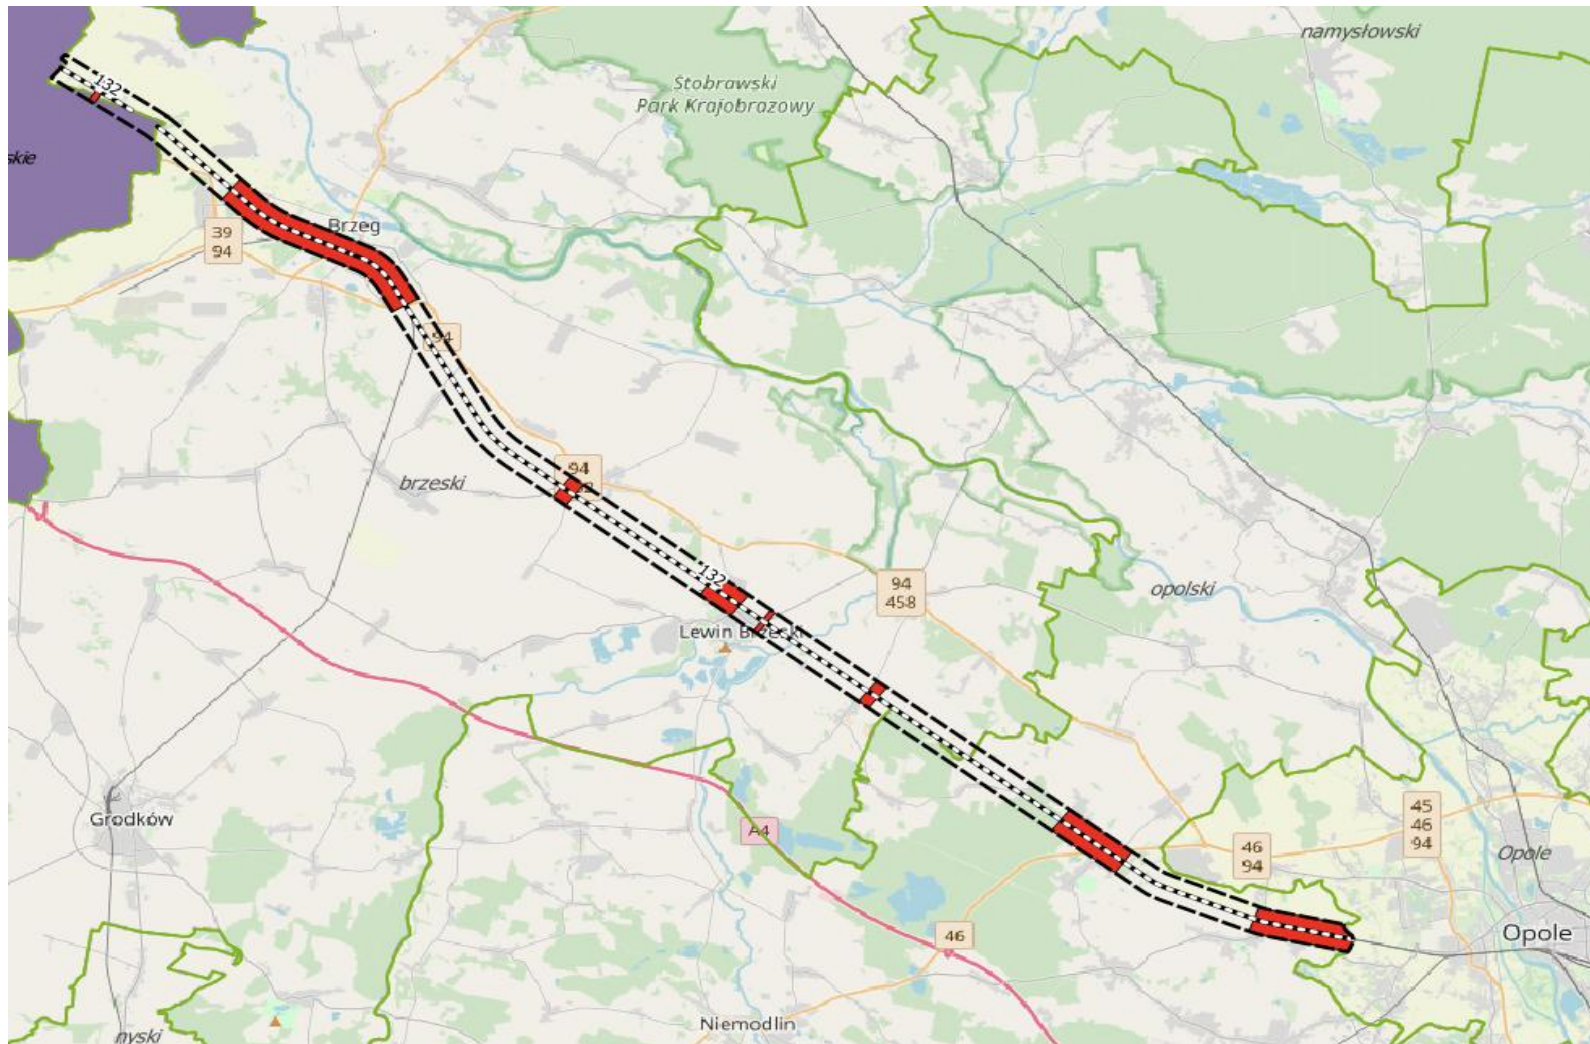 namysłowski
Stobrawski
Park Krajobrazowy
132
skie
Brzeg
39
94
94
94
brzeski
132
94
458
opolski
Lewin Brzeski
Grodków
A4
45
46
94
46
94
Opole
46
Opole
Niemodlin
nyski